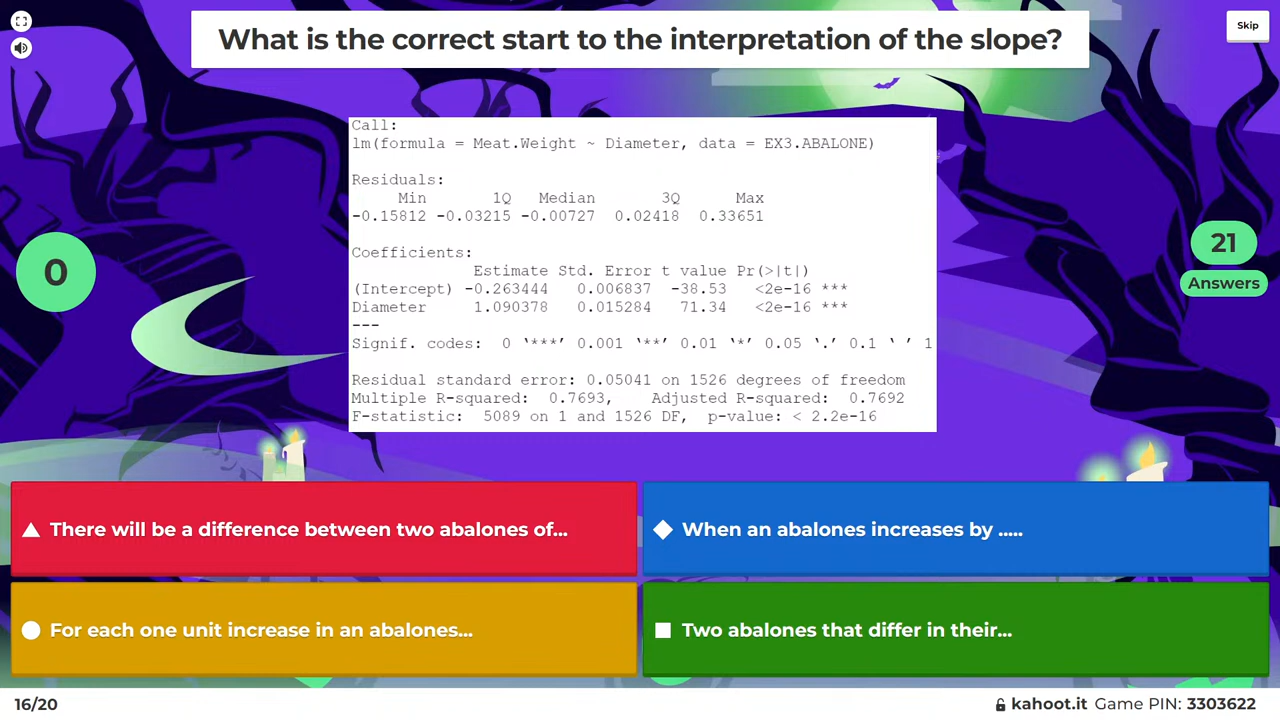 What is the correct start to the interpretation of the slope?
Skip
Call:
lm(formula = Meat.Weight ~ Diameter, data = EX3.ABALONE)
Residuals:
Min 1Q Median 3Q Max
-0.15812 -0.03215 -0.00727 0.02418 0.33651
Coefficients:
Estimate Std. Error t value Pr(>|t|)
(Intercept) -0.263444 0.006837 -38.53 <2e-16 ***
Diameter 1.090378 0.015284 71.34 <2e-16 ***
---
Signif. codes: 0 ‘***’ 0.001 ‘**’ 0.01 ‘*’ 0.05 ‘.’ 0.1 ‘ ’ 1
Residual standard error: 0.05041 on 1526 degrees of freedom
Multiple R-squared: 0.7693, Adjusted R-squared: 0.7692
F-statistic: 5089 on 1 and 1526 DF, p-value: < 2.2e-16
0
21
Answers
There will be a difference between two abalones of...
When an abalones increases by .....
For each one unit increase in an abalones...
Two abalones that differ in their...
16/20
kahoot.it Game PIN: 3303622